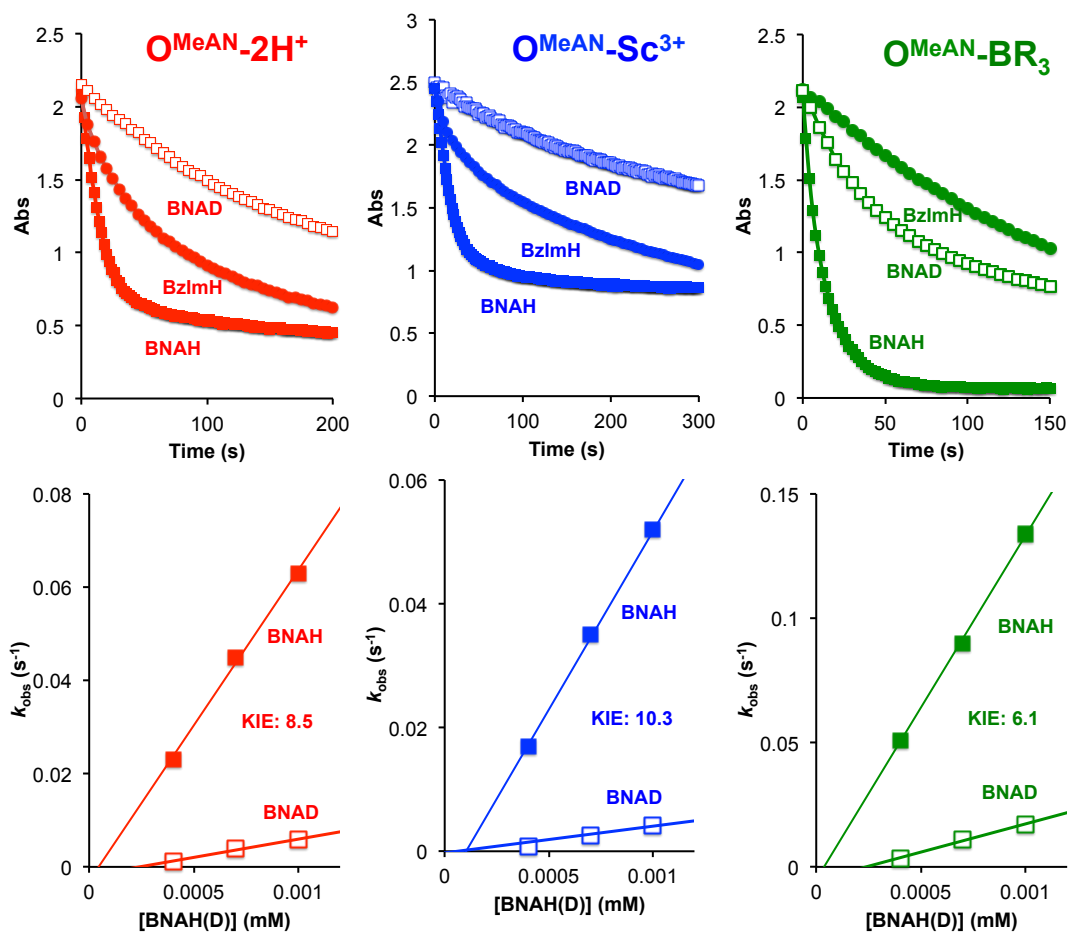 O^MeAN-2H⁺
2.5
2
1.5
1
0.5
0
Abs
BNAD
BzImH
BNAH
0
100
200
Time (s)
O^MeAN-Sc³⁺
3
2.5
2
1.5
1
0.5
0
Abs
BNAD
BzImH
BNAH
0
100
200
300
Time (s)
O^MeAN-BR₃
2.5
2
1.5
1
0.5
0
Abs
BzImH
BNAD
BNAH
0
50
100
150
Time (s)
0.08
0.06
0.04
0.02
0
k_obs (s⁻¹)
BNAH
KIE: 8.5
BNAD
0
0.0005
0.001
[BNAH(D)] (mM)
0.06
0.04
0.02
0
k_obs (s⁻¹)
BNAH
KIE: 10.3
BNAD
0
0.0005
0.001
[BNAH(D)] (mM)
0.15
0.1
0.05
0
k_obs (s⁻¹)
BNAH
KIE: 6.1
BNAD
0
0.0005
0.001
[BNAH(D)] (mM)